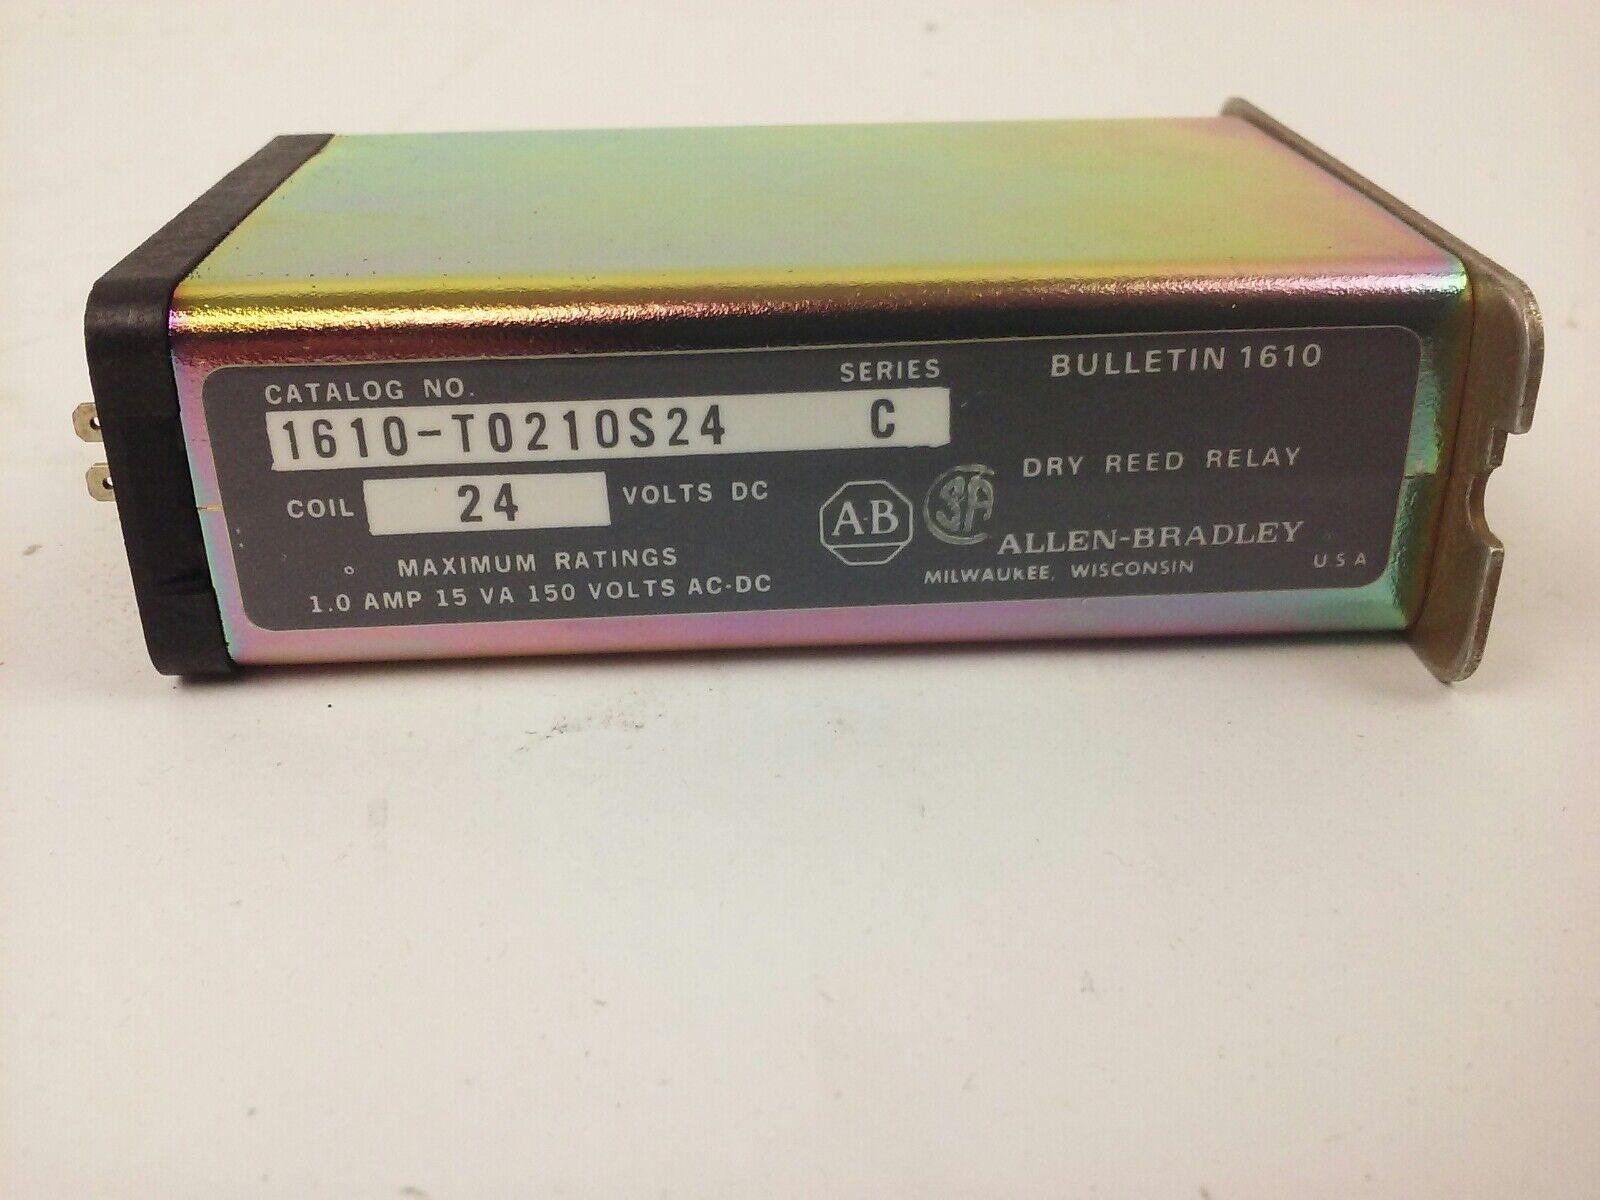 CATALOG NO.
SERIES
BULLETIN 1610
1610-T0210S24 C
DRY REED RELAY
COIL 24 VOLTS DC
A-B
SA
ALLEN-BRADLEY
MAXIMUM RATINGS
MILWAUKEE, WISCONSIN
USA
1.0 AMP 15 VA 150 VOLTS AC-DC